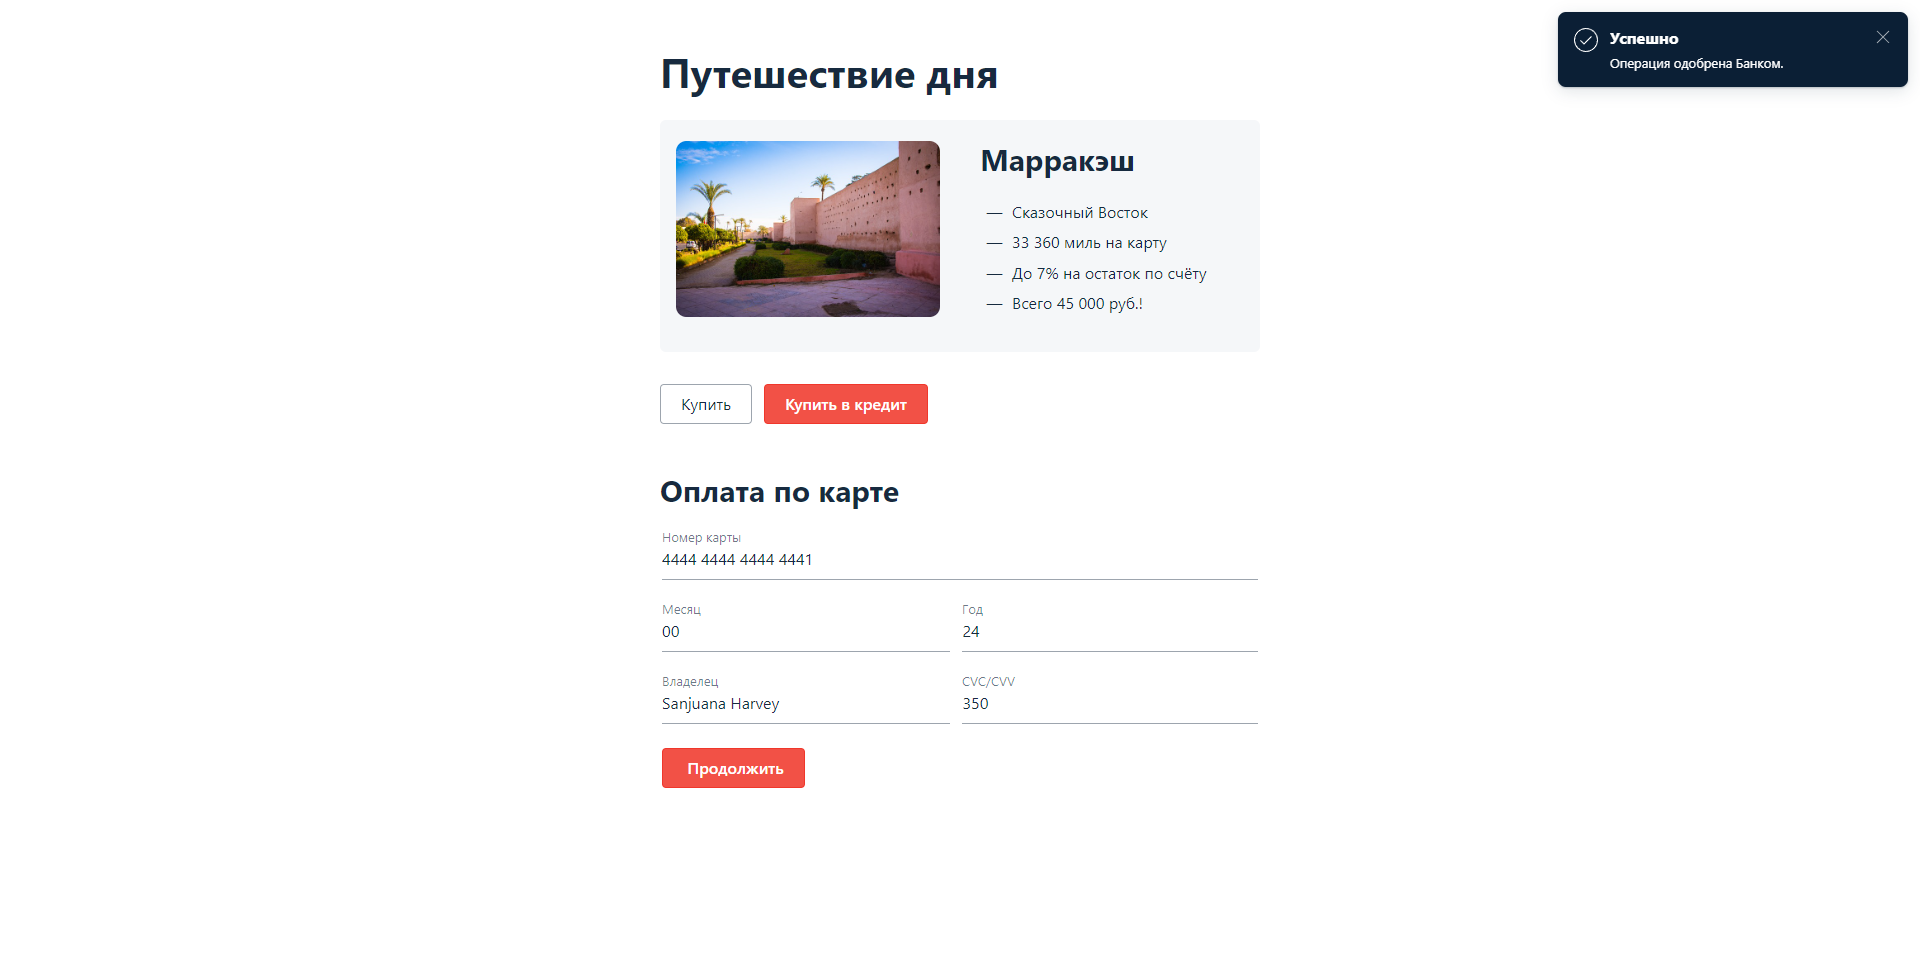 Успешно
Операция одобрена Банком.
Путешествие дня
Марракэш
— Сказочный Восток
— 33 360 миль на карту
— До 7% на остаток по счёту
— Всего 45 000 руб.!
Купить
Купить в кредит
Оплата по карте
Номер карты
4444 4444 4444 4441
Месяц
Год
00
24
Владелец
CVC/CVV
Sanjuana Harvey
350
Продолжить